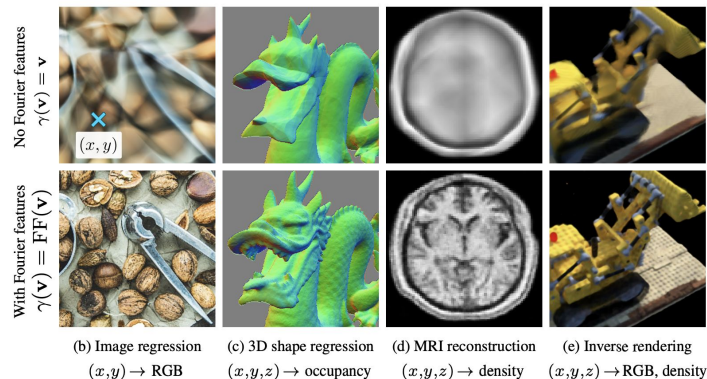 No Fourier features
γ(v) = v
(x, y)
With Fourier features
γ(v) = FF(v)
(b) Image regression
(x,y) → RGB
(c) 3D shape regression
(x,y,z) → occupancy
(d) MRI reconstruction
(x,y,z) → density
(e) Inverse rendering
(x,y,z) → RGB, density